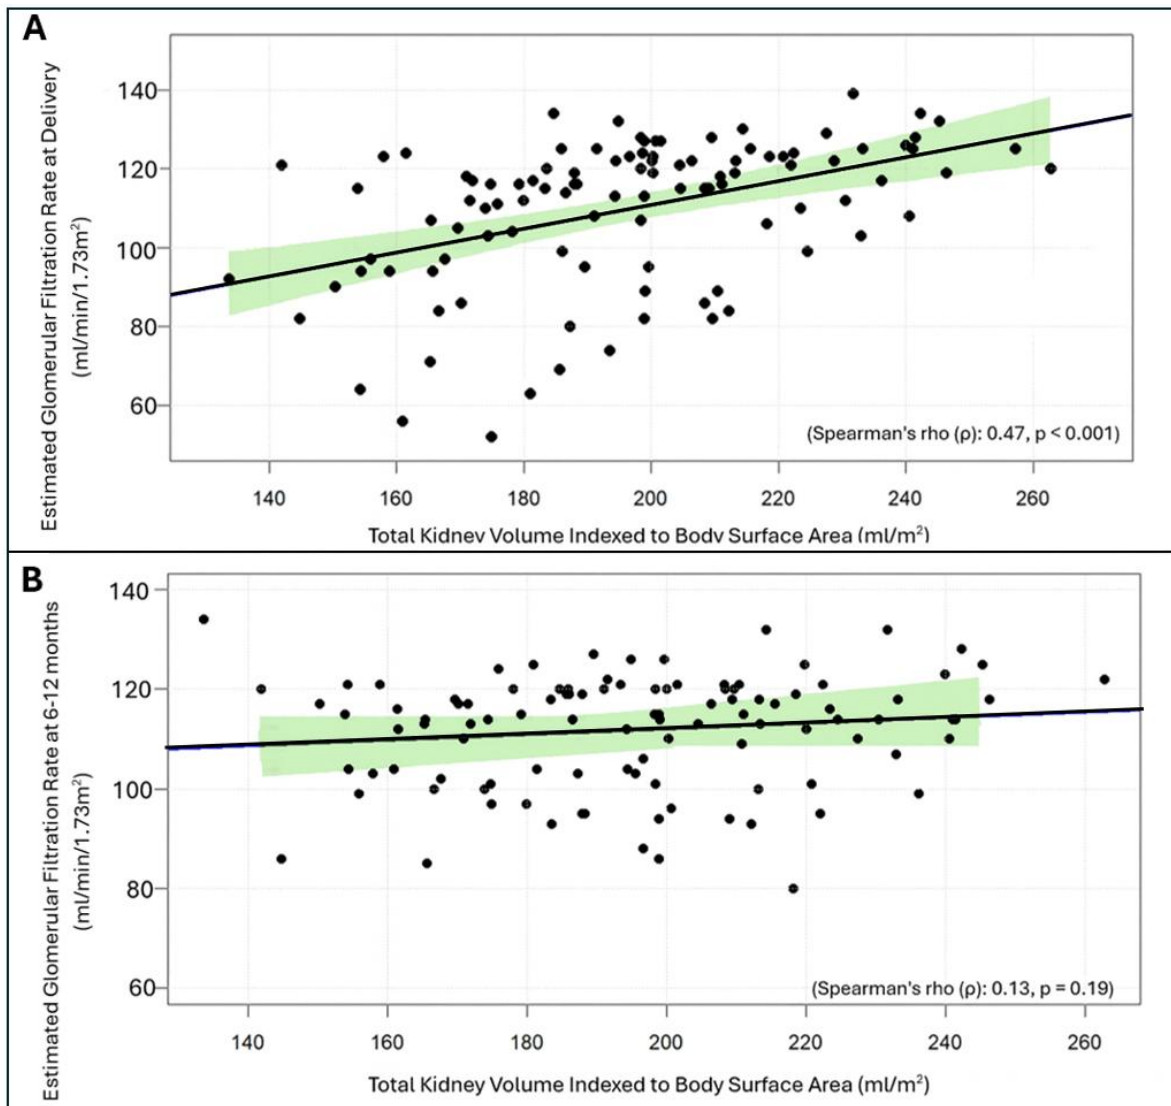 A
Estimated Glomerular Filtration Rate at Delivery
(ml/min/1.73m²)
140
120
100
80
60
(Spearman's rho (ρ): 0.47, p < 0.001)
140 160 180 200 220 240 260
Total Kidney Volume Indexed to Body Surface Area (ml/m²)
B
Estimated Glomerular Filtration Rate at 6-12 months
(ml/min/1.73m²)
140
120
100
80
60
(Spearman's rho (ρ): 0.13, p = 0.19)
140 160 180 200 220 240 260
Total Kidney Volume Indexed to Body Surface Area (ml/m²)